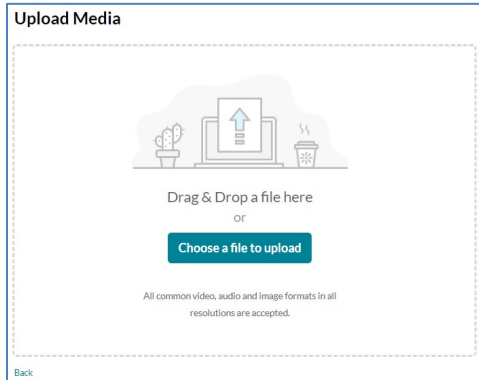 Upload Media
Drag & Drop a file here
or
Choose a file to upload
All common video, audio and image formats in all
resolutions are accepted.
Back